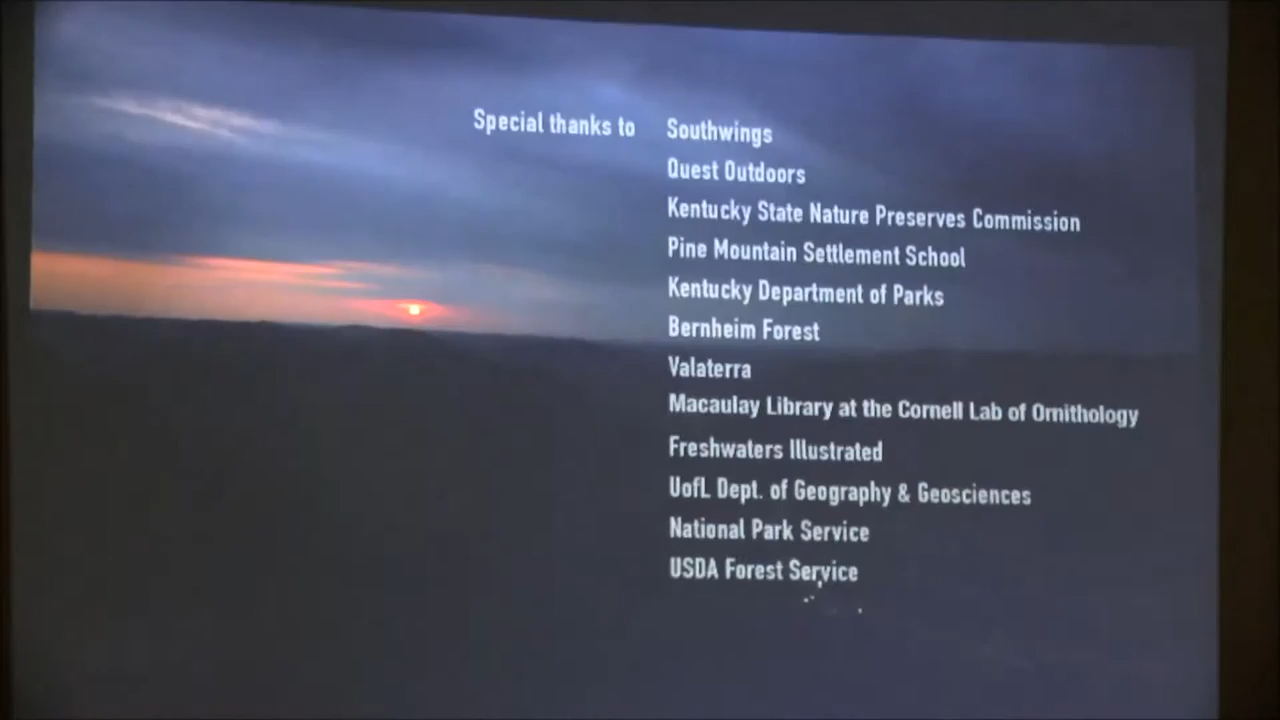 Special thanks to Southwings
Quest Outdoors
Kentucky State Nature Preserves Commission
Pine Mountain Settlement School
Kentucky Department of Parks
Bernheim Forest
Valaterra
Macaulay Library at the Cornell Lab of Ornithology
Freshwaters Illustrated
UofL Dept. of Geography & Geosciences
National Park Service
USDA Forest Service